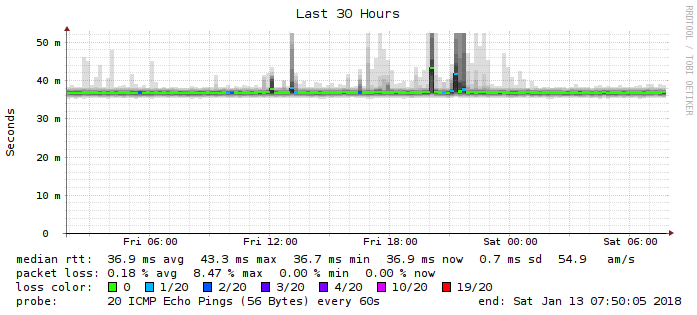 Last 30 Hours
RRDTOOL / TOBI OETIKER
Seconds
50 m
40 m
30 m
20 m
10 m
0
Fri 06:00 Fri 12:00 Fri 18:00 Sat 00:00 Sat 06:00
median rtt: 36.9 ms avg 43.3 ms max 36.7 ms min 36.9 ms now 0.7 ms sd 54.9 am/s
packet loss: 0.18 % avg 8.47 % max 0.00 % min 0.00 % now
loss color: 0 1/20 2/20 3/20 4/20 10/20 19/20
probe: 20 ICMP Echo Pings (56 Bytes) every 60s end: Sat Jan 13 07:50:05 2018